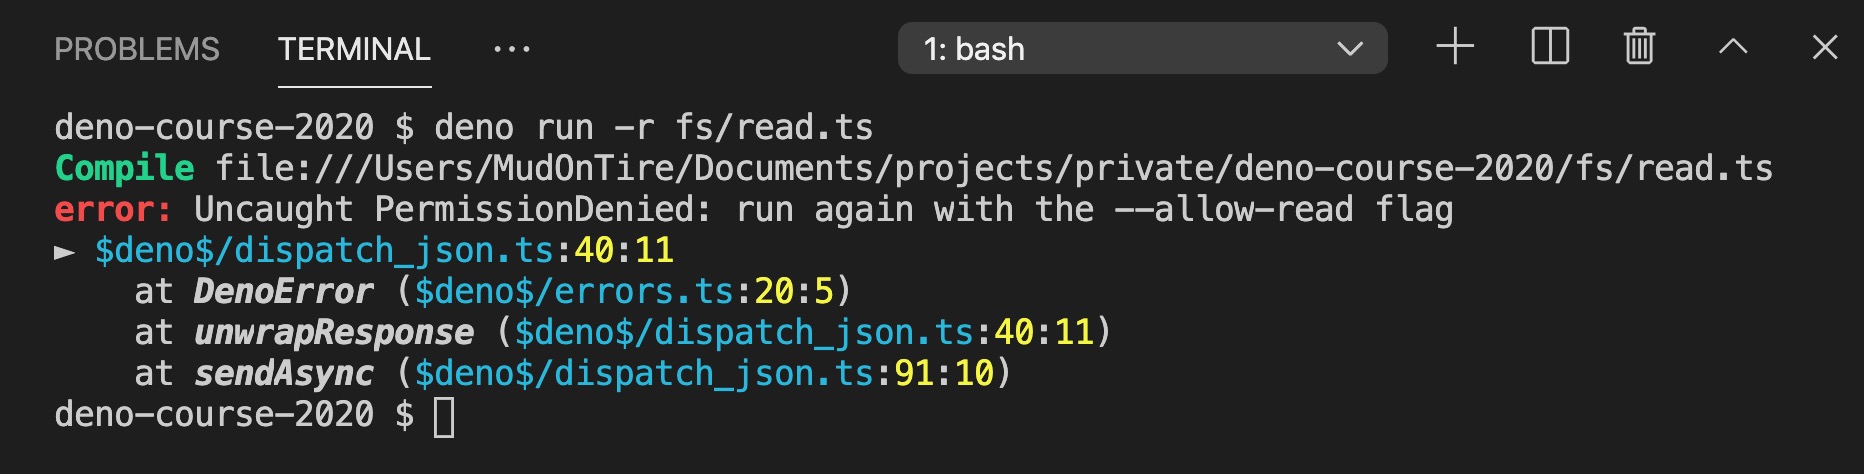 PROBLEMS TERMINAL ··· 1: bash
deno-course-2020 $ deno run -r fs/read.ts
Compile file:///Users/MudOnTire/Documents/projects/private/deno-course-2020/fs/read.ts
error: Uncaught PermissionDenied: run again with the --allow-read flag
► $deno$/dispatch_json.ts:40:11
    at DenoError ($deno$/errors.ts:20:5)
    at unwrapResponse ($deno$/dispatch_json.ts:40:11)
    at sendAsync ($deno$/dispatch_json.ts:91:10)
deno-course-2020 $